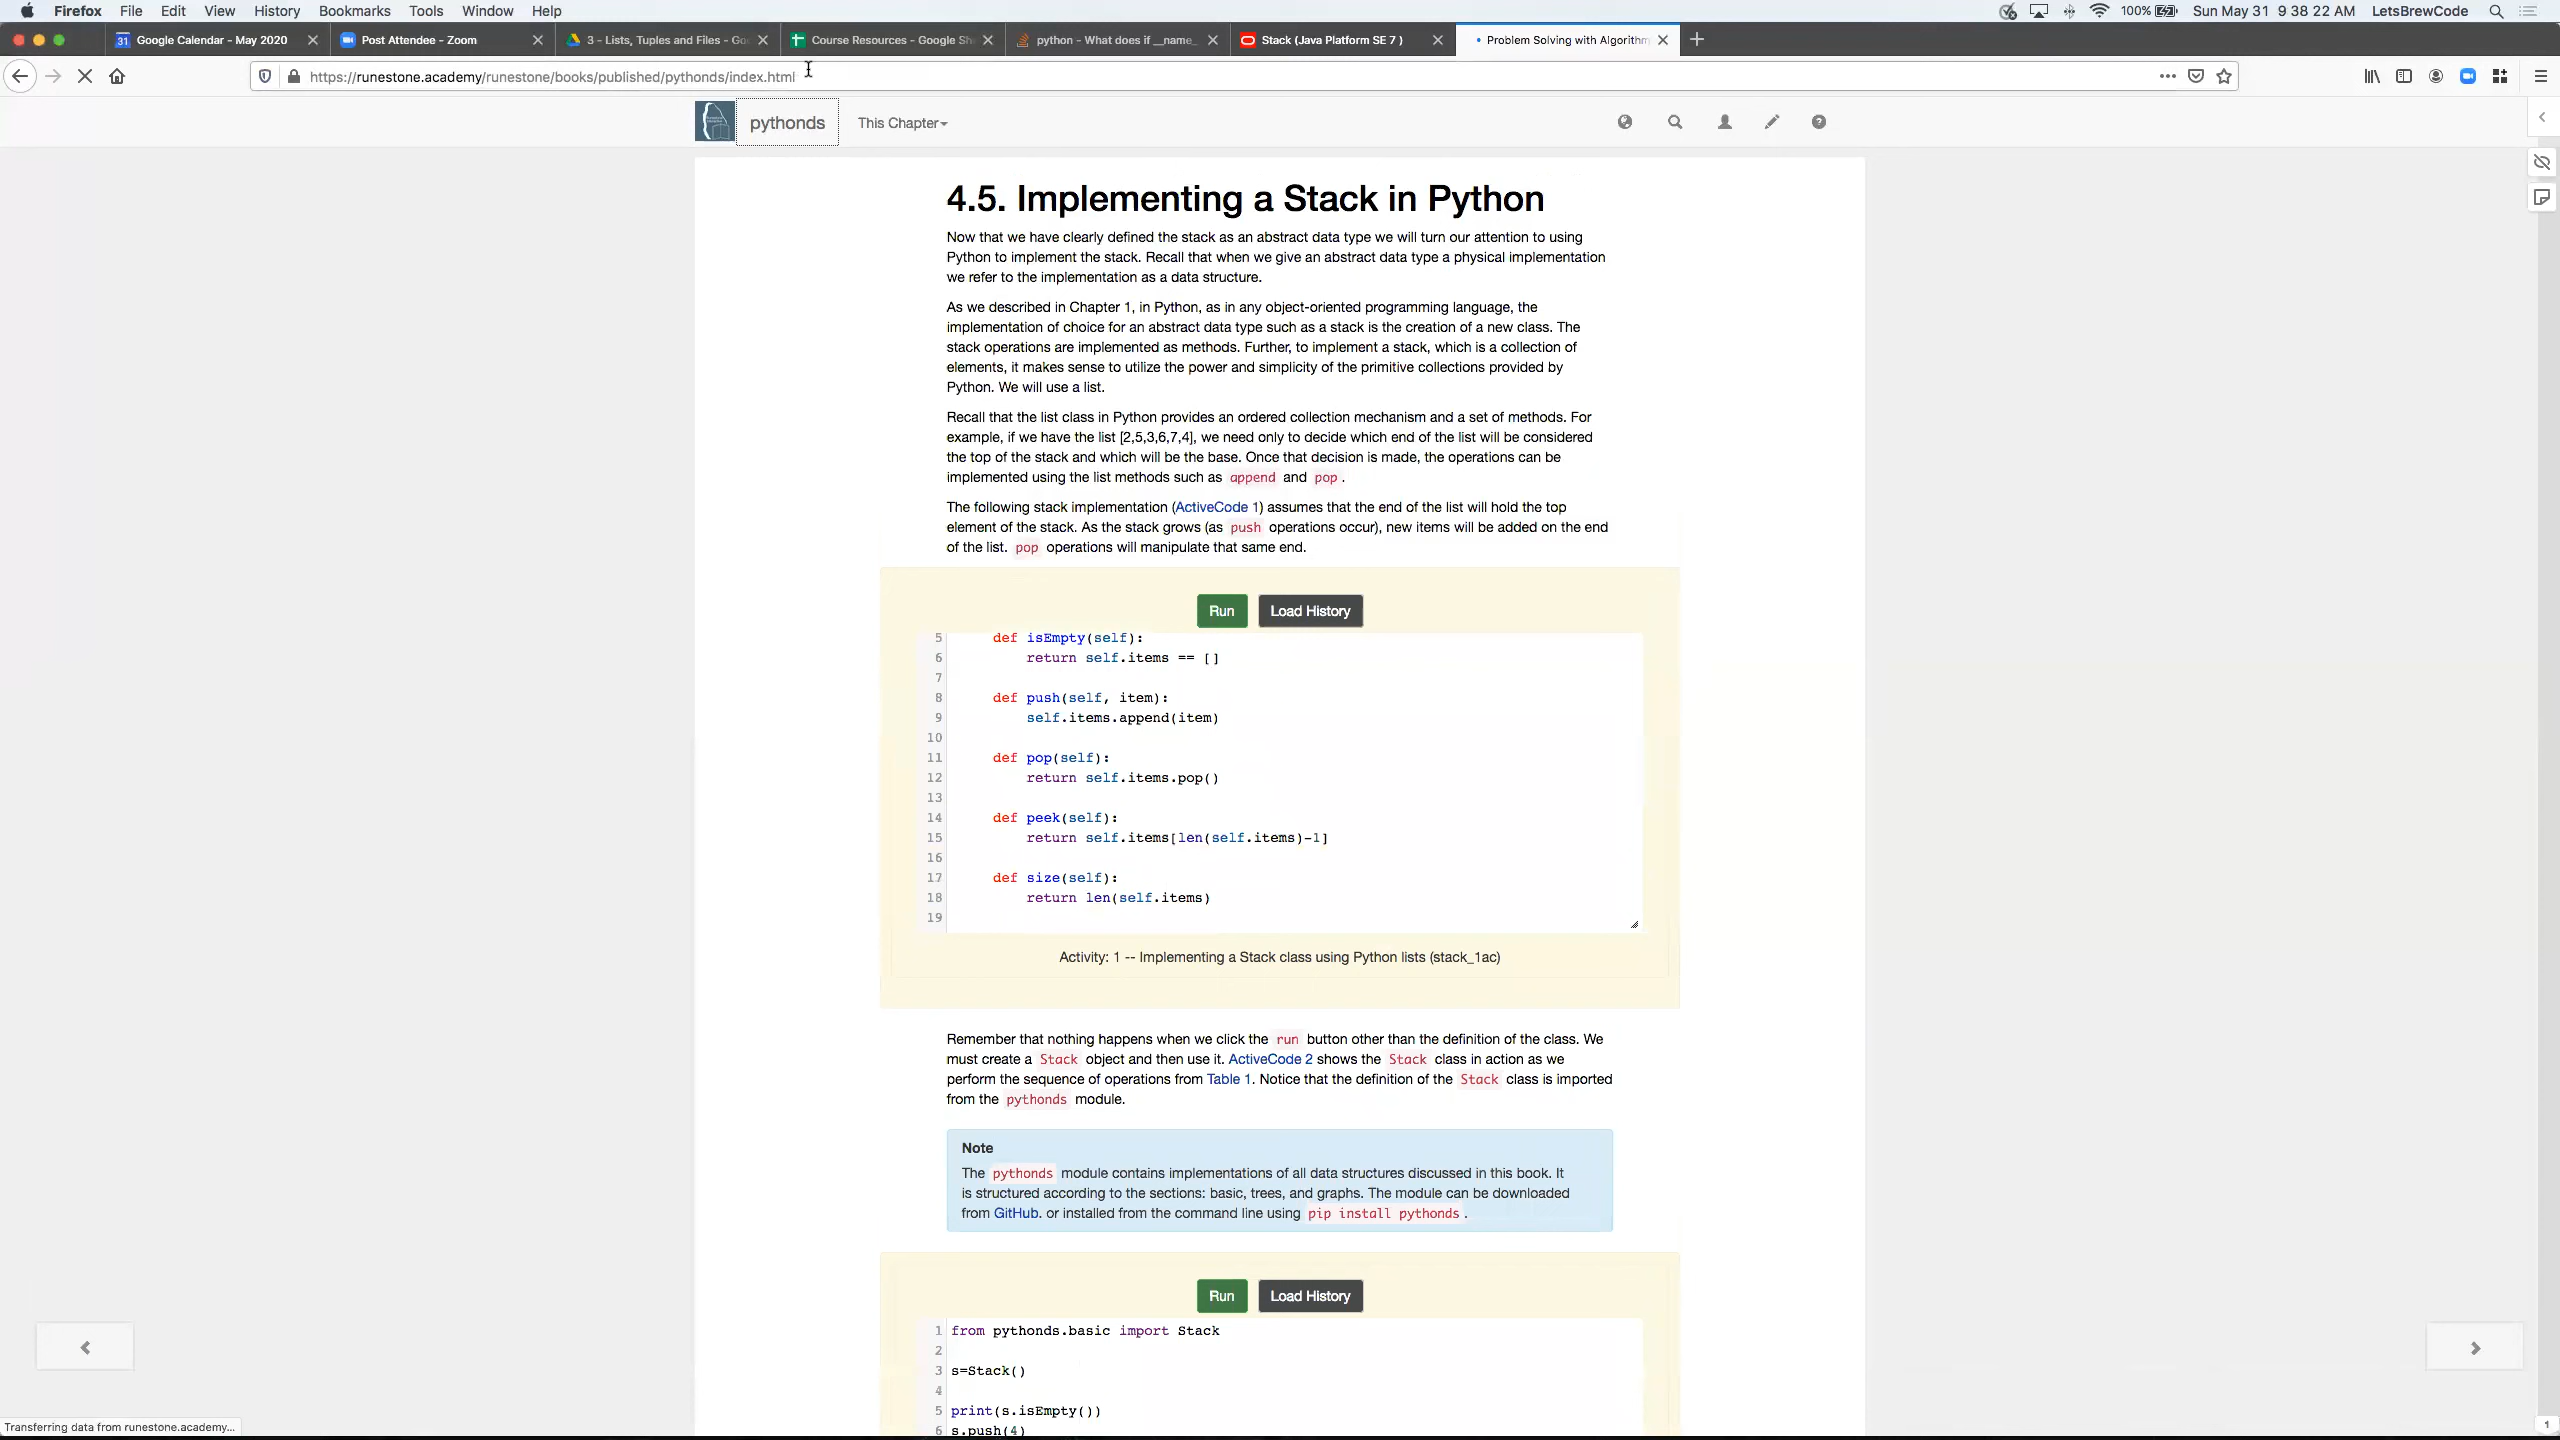 Firefox File Edit View History Bookmarks Tools Window Help 100% Sun May 31 9 38 22 AM LetsBrewCode
31 Google Calendar - May 2020 Post Attendee - Zoom 3 - Lists, Tuples and Files - Go Course Resources - Google She python - What does if __name_ Stack (Java Platform SE 7 ) Problem Solving with Algorithm
https://runestone.academy/runestone/books/published/pythonds/index.html
pythonds This Chapter
4.5. Implementing a Stack in Python
Now that we have clearly defined the stack as an abstract data type we will turn our attention to using
Python to implement the stack. Recall that when we give an abstract data type a physical implementation
we refer to the implementation as a data structure.
As we described in Chapter 1, in Python, as in any object-oriented programming language, the
implementation of choice for an abstract data type such as a stack is the creation of a new class. The
stack operations are implemented as methods. Further, to implement a stack, which is a collection of
elements, it makes sense to utilize the power and simplicity of the primitive collections provided by
Python. We will use a list.
Recall that the list class in Python provides an ordered collection mechanism and a set of methods. For
example, if we have the list [2,5,3,6,7,4], we need only to decide which end of the list will be considered
the top of the stack and which will be the base. Once that decision is made, the operations can be
implemented using the list methods such as append and pop .
The following stack implementation (ActiveCode 1) assumes that the end of the list will hold the top
element of the stack. As the stack grows (as push operations occur), new items will be added on the end
of the list. pop operations will manipulate that same end.
Run Load History
5 def isEmpty(self):
6 return self.items == []
7
8 def push(self, item):
9 self.items.append(item)
10
11 def pop(self):
12 return self.items.pop()
13
14 def peek(self):
15 return self.items[len(self.items)-1]
16
17 def size(self):
18 return len(self.items)
19
Activity: 1 -- Implementing a Stack class using Python lists (stack_1ac)
Remember that nothing happens when we click the run button other than the definition of the class. We
must create a Stack object and then use it. ActiveCode 2 shows the Stack class in action as we
perform the sequence of operations from Table 1. Notice that the definition of the Stack class is imported
from the pythonds module.
Note
The pythonds module contains implementations of all data structures discussed in this book. It
is structured according to the sections: basic, trees, and graphs. The module can be downloaded
from GitHub. or installed from the command line using pip install pythonds .
Run Load History
1 from pythonds.basic import Stack
2
3 s=Stack()
4
5 print(s.isEmpty())
6 s.push(4)
Transferring data from runestone.academy...
1